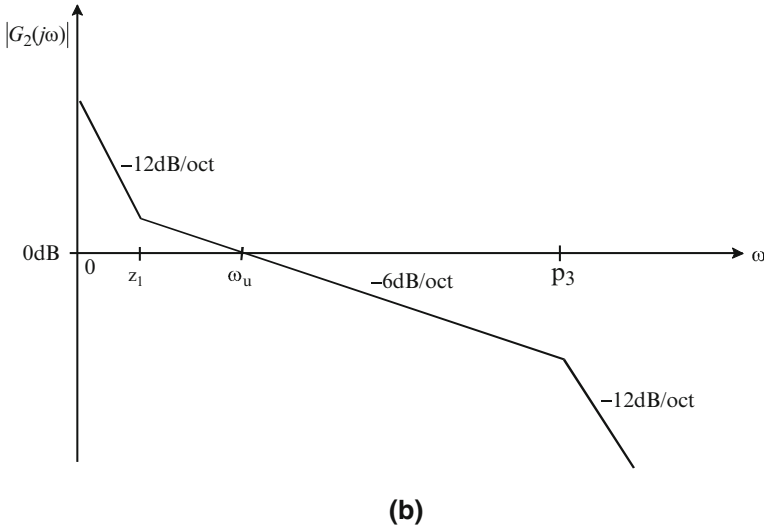 |G₂(jω)|
–12dB/oct
0dB
0
z₁
ωᵤ
p₃
ω
–6dB/oct
–12dB/oct
(b)